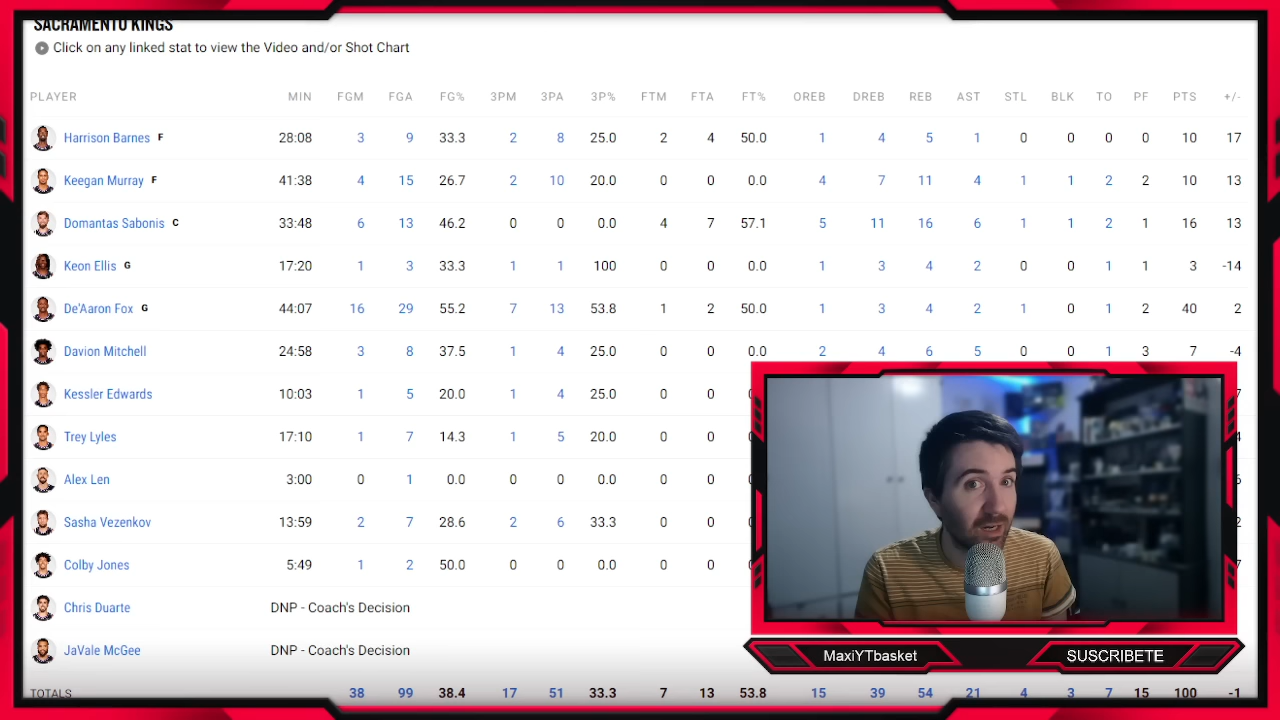 SACRAMENTO KINGS
Click on any linked stat to view the Video and/or Shot Chart
PLAYER MIN FGM FGA FG% 3PM 3PA 3P% FTM FTA FT% OREB DREB REB AST STL BLK TO PF PTS +/-
Harrison Barnes F 28:08 3 9 33.3 2 8 25.0 2 4 50.0 1 4 5 1 0 0 0 0 10 17
Keegan Murray F 41:38 4 15 26.7 2 10 20.0 0 0 0.0 4 7 11 4 1 1 2 2 10 13
Domantas Sabonis C 33:48 6 13 46.2 0 0 0.0 4 7 57.1 5 11 16 6 1 1 2 1 16 13
Keon Ellis G 17:20 1 3 33.3 1 1 100 0 0 0.0 1 3 4 2 0 0 1 1 3 -14
De'Aaron Fox G 44:07 16 29 55.2 7 13 53.8 1 2 50.0 1 3 4 2 1 0 1 2 40 2
Davion Mitchell 24:58 3 8 37.5 1 4 25.0 0 0 0.0 2 4 6 5 0 0 1 3 7 -4
Kessler Edwards 10:03 1 5 20.0 1 4 25.0 0 0
Trey Lyles 17:10 1 7 14.3 1 5 20.0 0 0
Alex Len 3:00 0 1 0.0 0 0 0.0 0 0
Sasha Vezenkov 13:59 2 7 28.6 2 6 33.3 0 0
Colby Jones 5:49 1 2 50.0 0 0 0.0 0 0
Chris Duarte DNP - Coach's Decision
JaVale McGee DNP - Coach's Decision
MaxiYTbasket SUSCRIBETE
TOTALS 38 99 38.4 17 51 33.3 7 13 53.8 15 39 54 21 4 3 7 15 100 -1